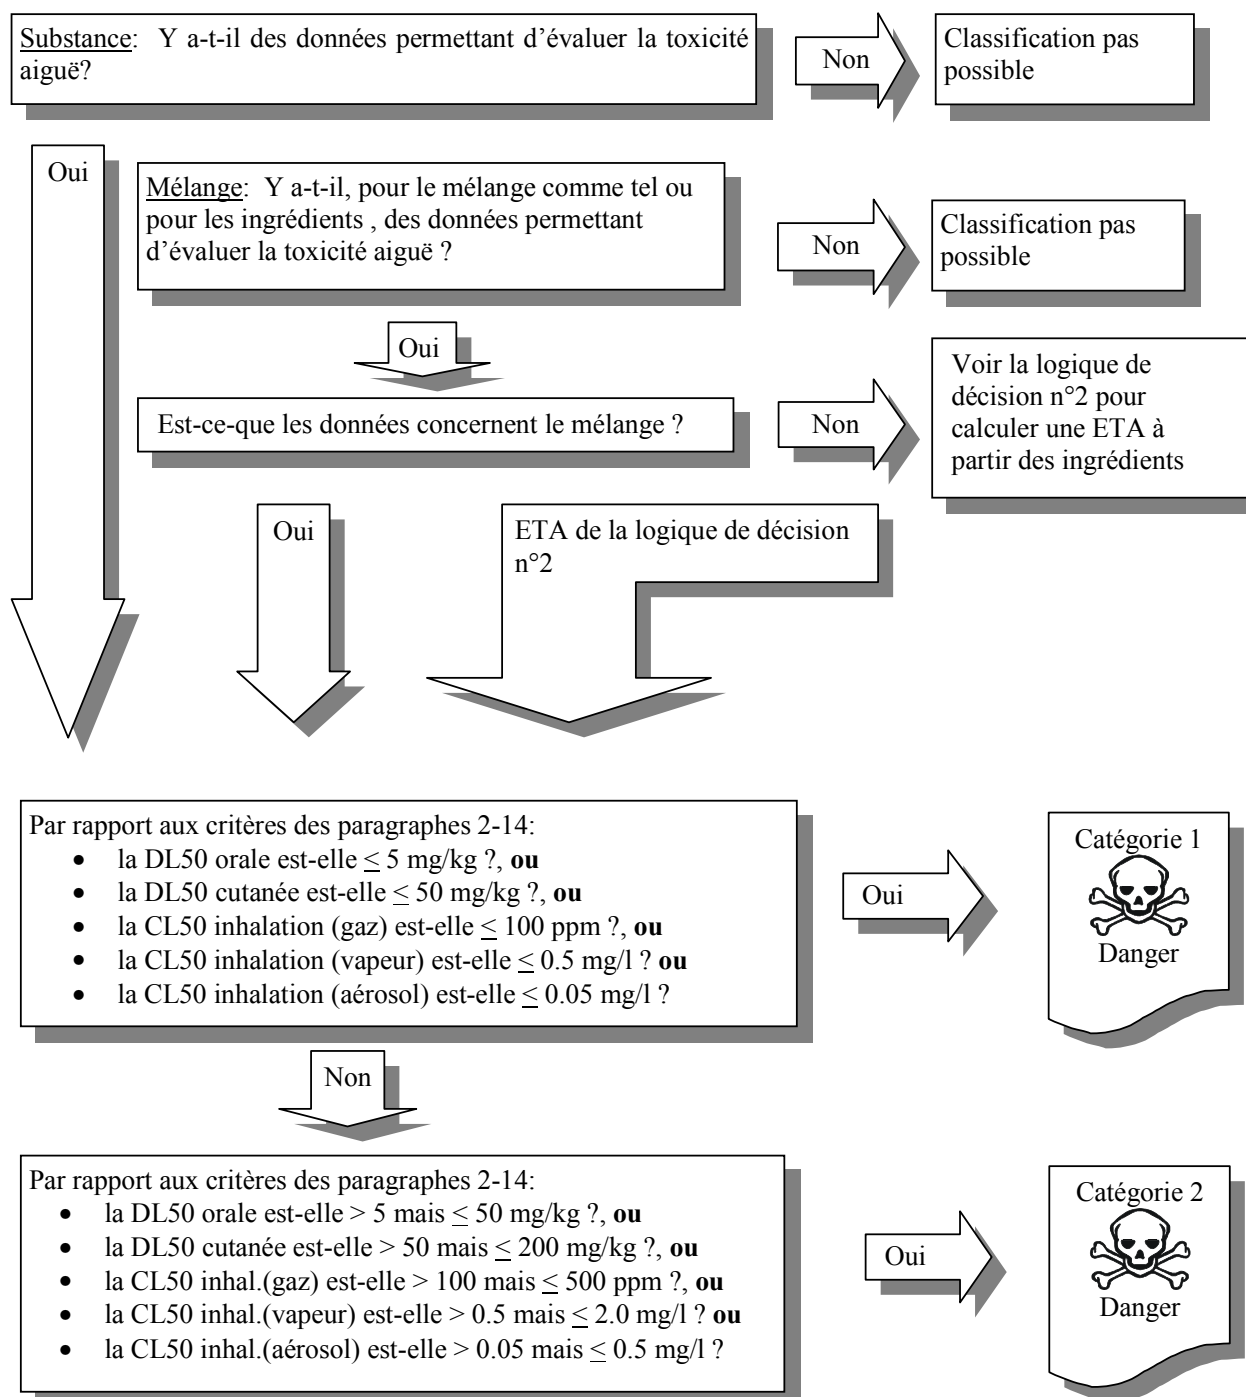 Substance: Y a-t-il des données permettant d’évaluer la toxicité
aiguë?
Non
Classification pas
possible
Oui
Mélange: Y a-t-il, pour le mélange comme tel ou
pour les ingrédients , des données permettant
d’évaluer la toxicité aiguë ?
Non
Classification pas
possible
Oui
Est-ce-que les données concernent le mélange ?
Non
Voir la logique de
décision n°2 pour
calculer une ETA à
partir des ingrédients
Oui
ETA de la logique de décision
n°2
Par rapport aux critères des paragraphes 2-14:
• la DL50 orale est-elle ≤ 5 mg/kg ?, ou
• la DL50 cutanée est-elle ≤ 50 mg/kg ?, ou
• la CL50 inhalation (gaz) est-elle ≤ 100 ppm ?, ou
• la CL50 inhalation (vapeur) est-elle ≤ 0.5 mg/l ? ou
• la CL50 inhalation (aérosol) est-elle ≤ 0.05 mg/l ?
Oui
Catégorie 1
Danger
Non
Par rapport aux critères des paragraphes 2-14:
• la DL50 orale est-elle > 5 mais ≤ 50 mg/kg ?, ou
• la DL50 cutanée est-elle > 50 mais ≤ 200 mg/kg ?, ou
• la CL50 inhal.(gaz) est-elle > 100 mais ≤ 500 ppm ?, ou
• la CL50 inhal.(vapeur) est-elle > 0.5 mais ≤ 2.0 mg/l ? ou
• la CL50 inhal.(aérosol) est-elle > 0.05 mais ≤ 0.5 mg/l ?
Oui
Catégorie 2
Danger